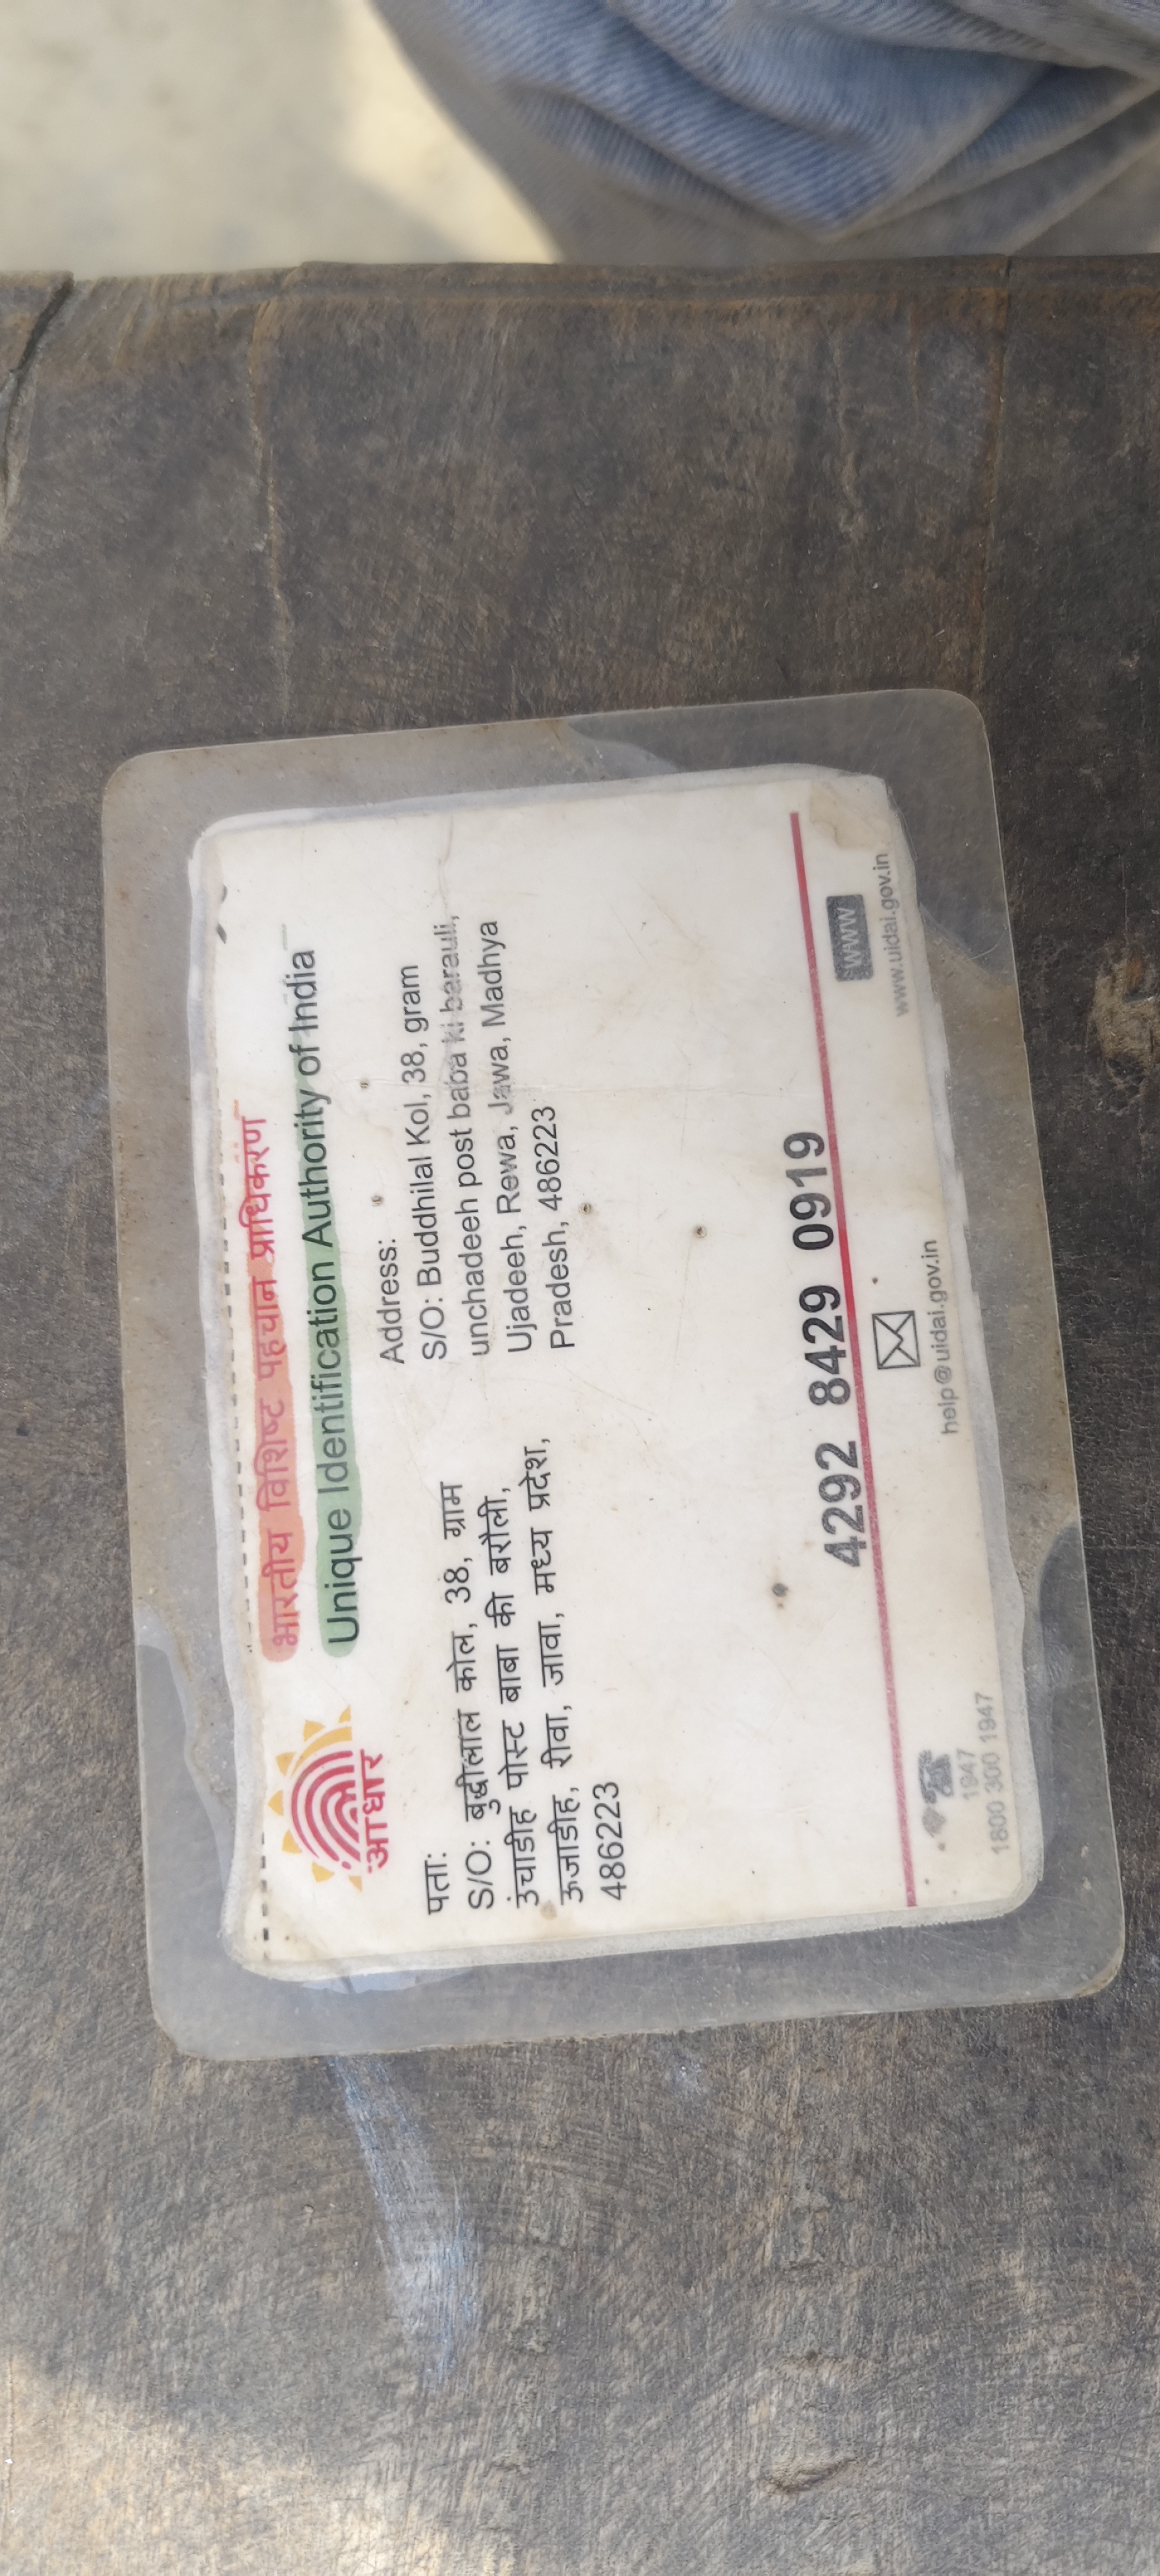 भारतीय विशिष्ट पहचान प्राधिकरण
Unique Identification Authority of India
आधार
पता:
S/O: बुद्धीलाल कोल, 38, ग्राम
उंचाडीह पोस्ट बाबा की बरौली,
ऊजाडीह, रीवा, जावा, मध्य प्रदेश,
486223
Address:
S/O: Buddhilal Kol, 38, gram
unchadeeh post baba ki barauli,
Ujadeeh, Rewa, Jawa, Madhya
Pradesh, 486223
4292 8429 0919
1947
1800 300 1947
help@uidai.gov.in
www
www.uidai.gov.in